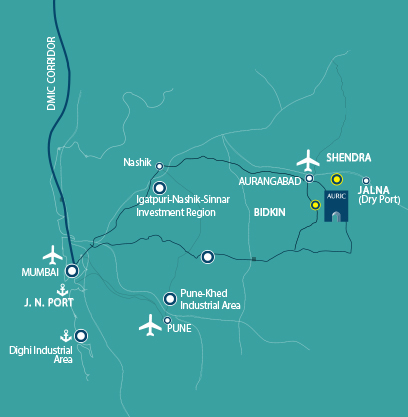 DMIC CORRIDOR
Nashik
SHENDRA
AURANGABAD
JALNA
(Dry Port)
AURIC
Igatpuri-Nashik-Sinnar
Investment Region
BIDKIN
MUMBAI
J. N. PORT
Pune-Khed
Industrial Area
PUNE
Dighi Industrial
Area